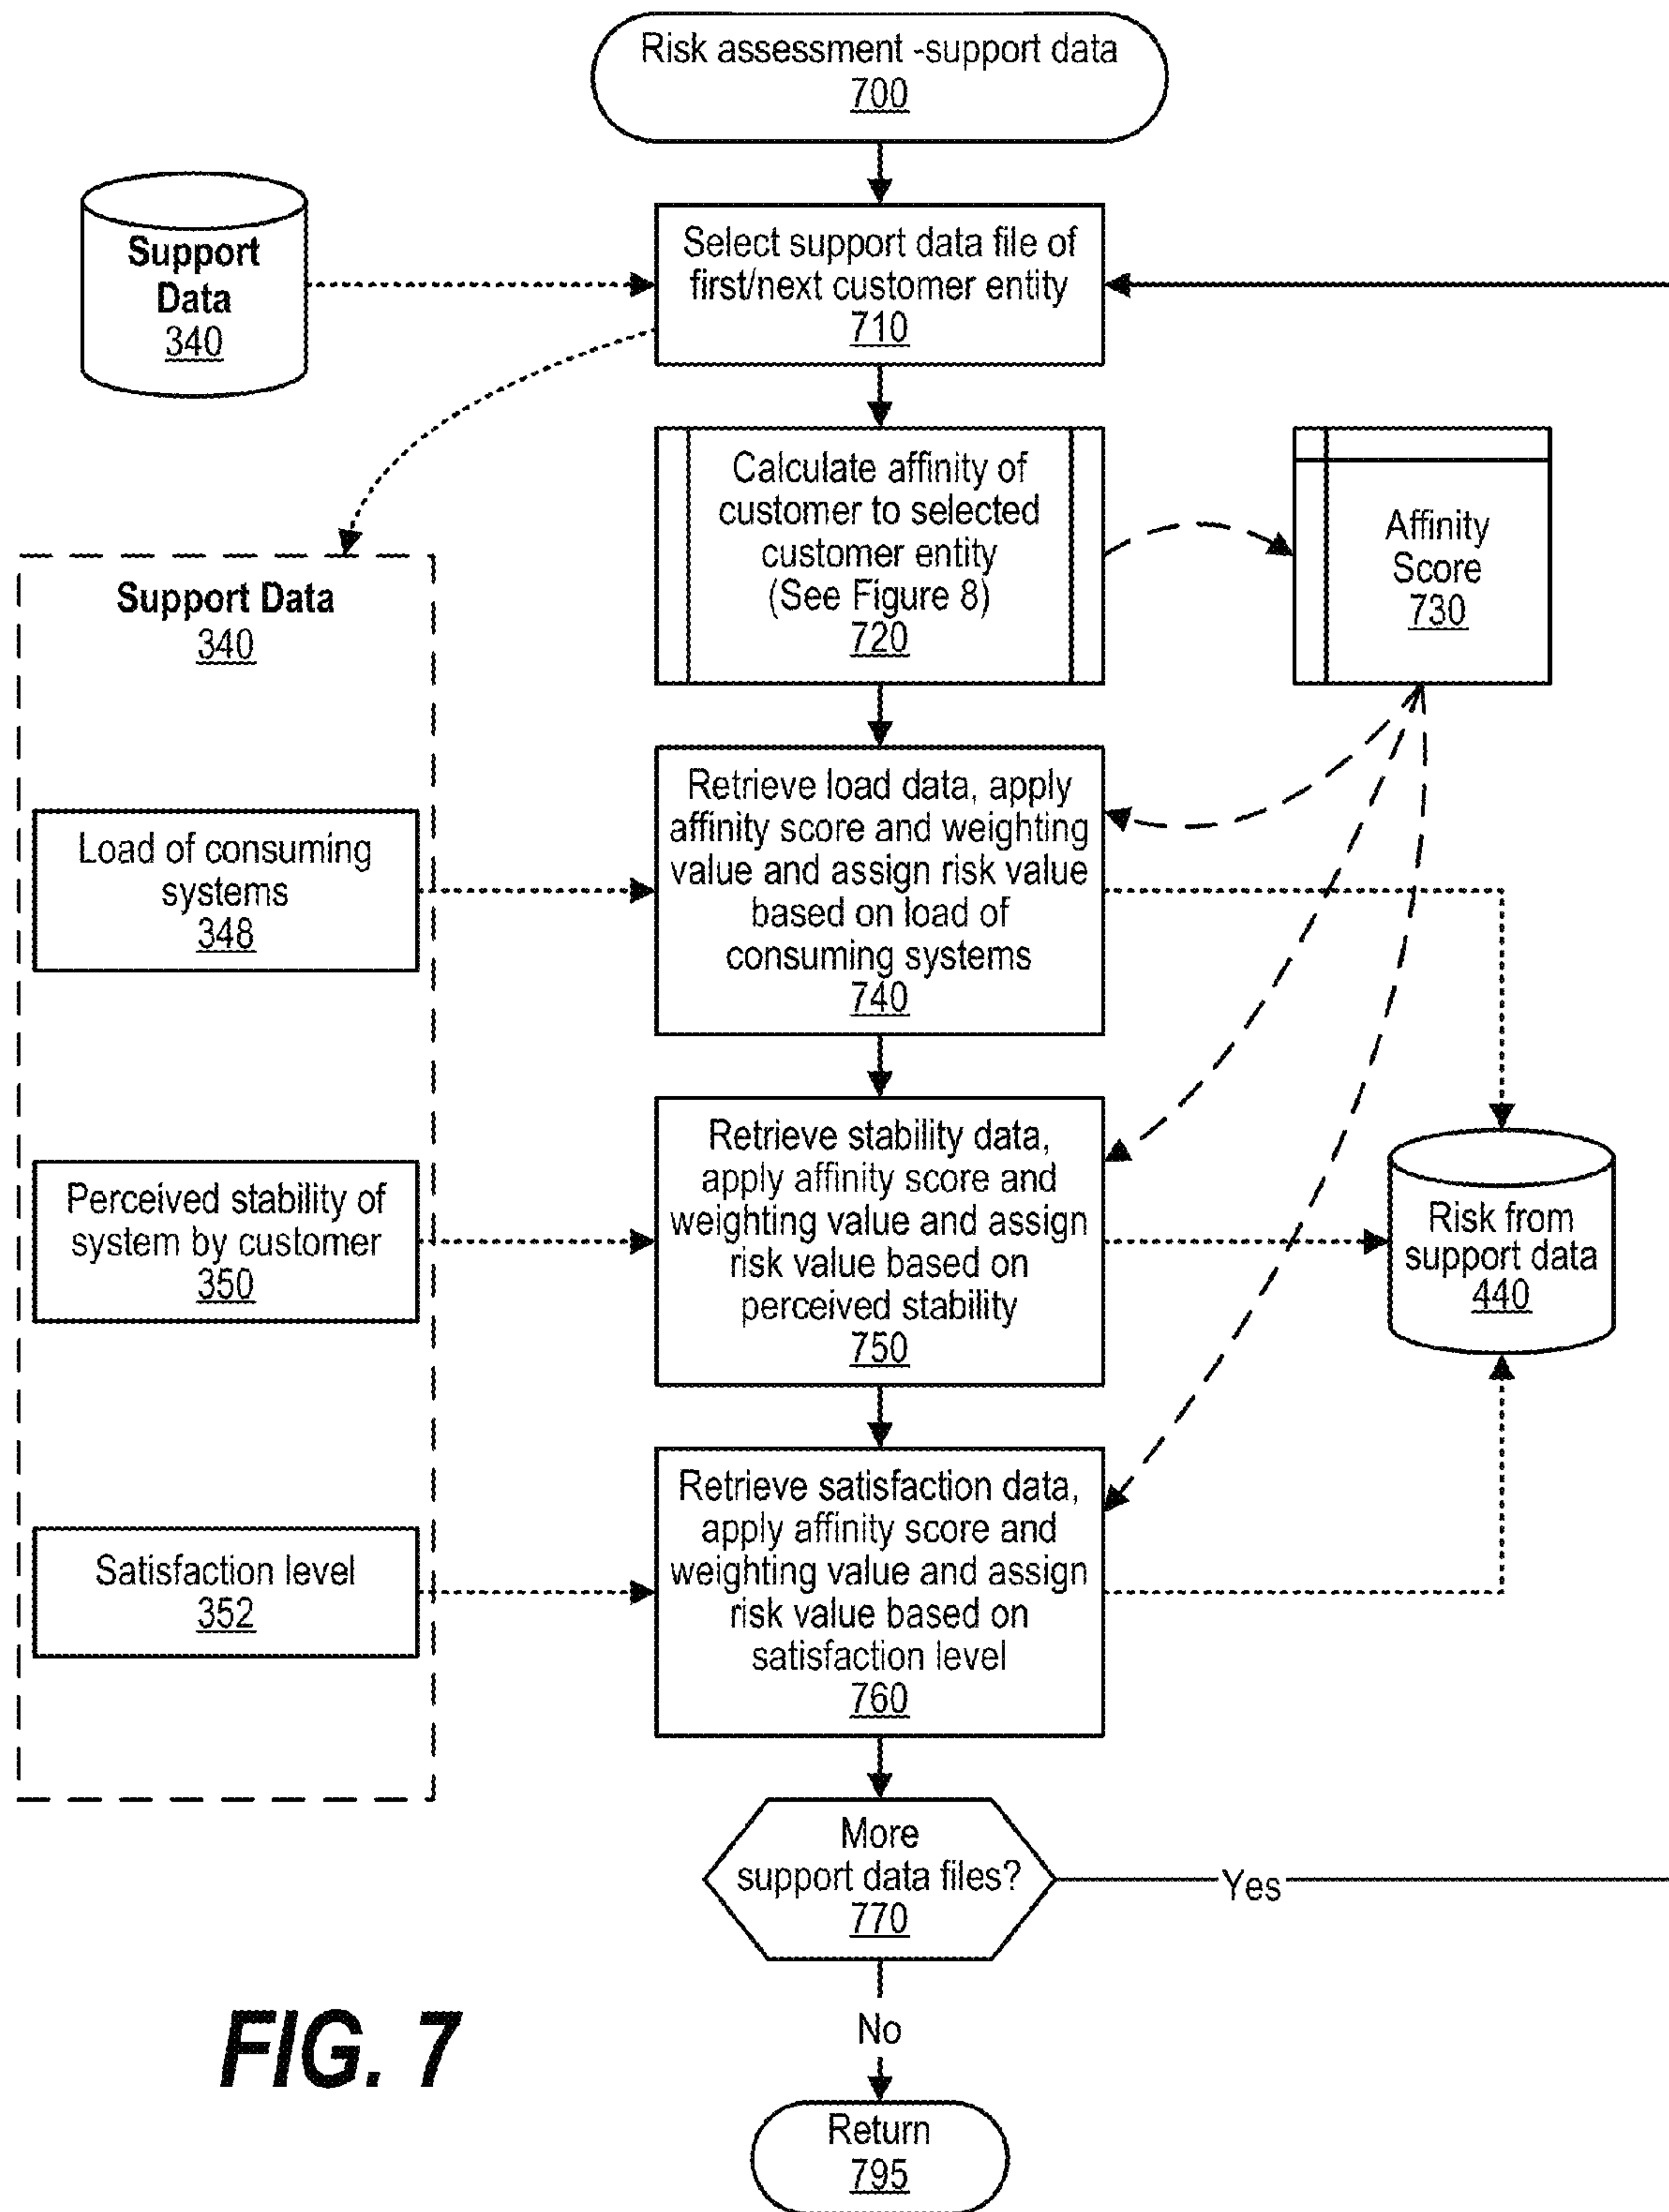 Risk assessment -support data
700
Support
Data
340
Select support data file of
first/next customer entity
710
Calculate affinity of
customer to selected
customer entity
(See Figure 8)
720
Affinity
Score
730
Support Data
340
Load of consuming
systems
348
Retrieve load data, apply
affinity score and weighting
value and assign risk value
based on load of
consuming systems
740
Perceived stability of
system by customer
350
Retrieve stability data,
apply affinity score and
weighting value and assign
risk value based on
perceived stability
750
Risk from
support data
440
Satisfaction level
352
Retrieve satisfaction data,
apply affinity score and
weighting value and assign
risk value based on
satisfaction level
760
More
support data files?
770
Yes
No
Return
795
FIG. 7